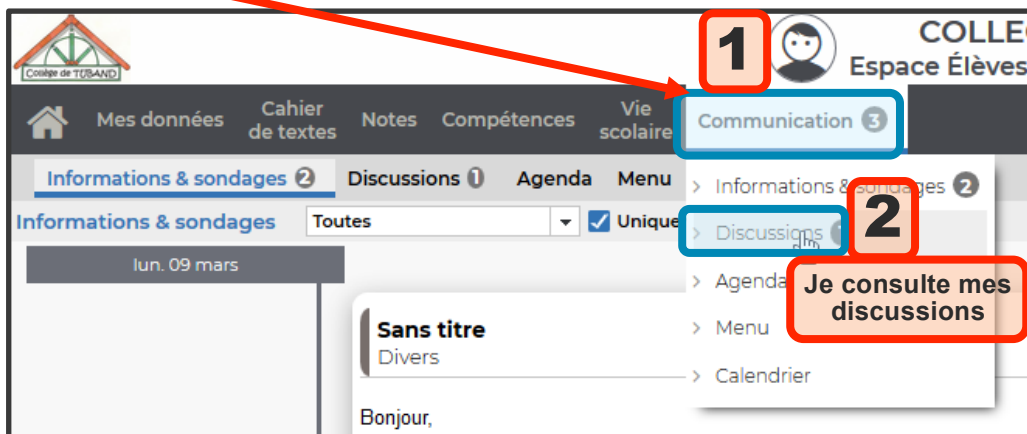 Collège de TUBAND
1
COLLE
Espace Élèves
Mes données
Cahier
de textes
Notes
Compétences
Vie
scolaire
Communication 3
Informations & sondages 2
Discussions 1
Agenda
Menu
Informations & sondages
Toutes
Unique
lun. 09 mars
Sans titre
Divers
Bonjour,
> Informations & sondages 2
> Discussions
2
> Agenda
Je consulte mes
discussions
> Menu
> Calendrier